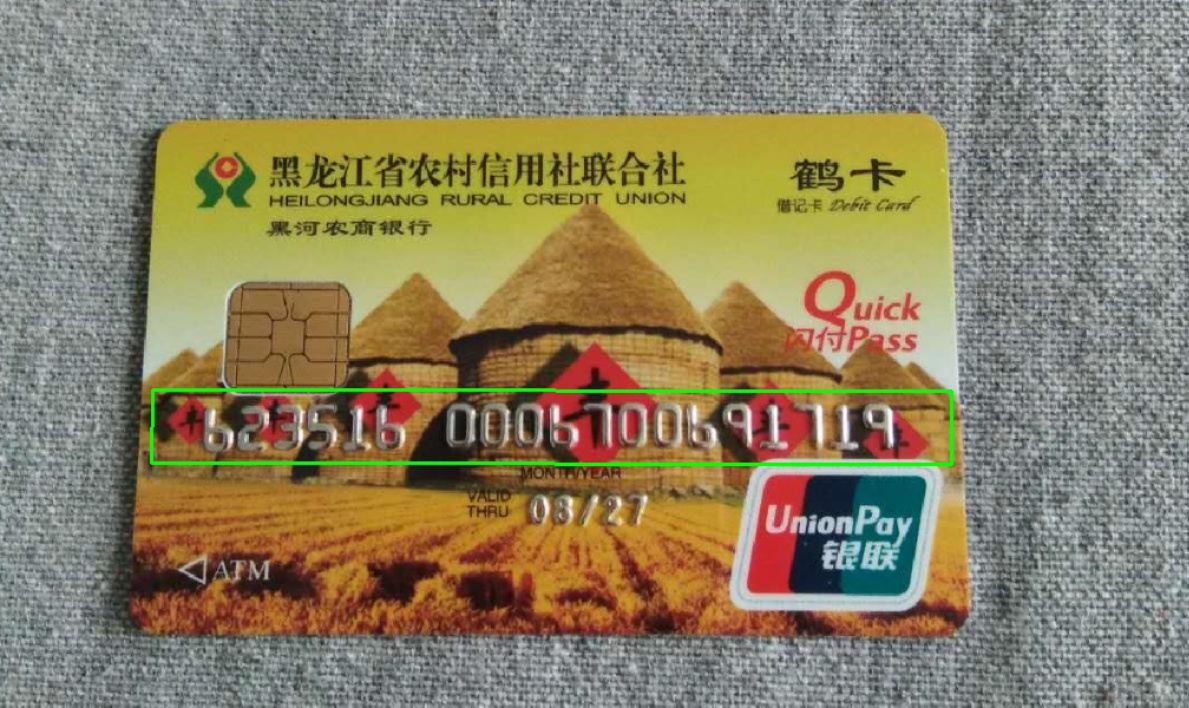 黑龙江省农村信用社联合社
HEILONGJIANG RURAL CREDIT UNION
黑河农商银行
鹤卡
借记卡 Debit Card
Quick
闪付Pass
623516 0006700691719
MONTH/YEAR
VALID
THRU
08/27
ATM
UnionPay
银联